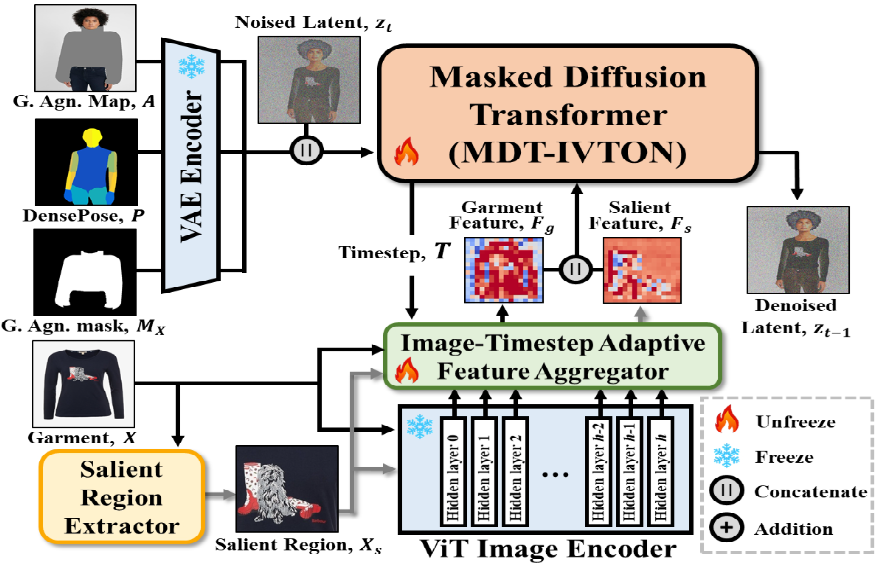 G. Agn. Map, A
DensePose, P
G. Agn. mask, M_X
Garment, X
VAE Encoder
Noised Latent, z_t
Masked Diffusion
Transformer
(MDT-IVTON)
Timestep, T
Garment
Feature, F_g
Salient
Feature, F_s
Denoised
Latent, z_{t-1}
Image-Timestep Adaptive
Feature Aggregator
Salient
Region
Extractor
Salient Region, X_s
Hidden layer 0
Hidden layer 1
Hidden layer 2
...
Hidden layer h-2
Hidden layer h-1
Hidden layer h
ViT Image Encoder
Unfreeze
Freeze
Concatenate
Addition